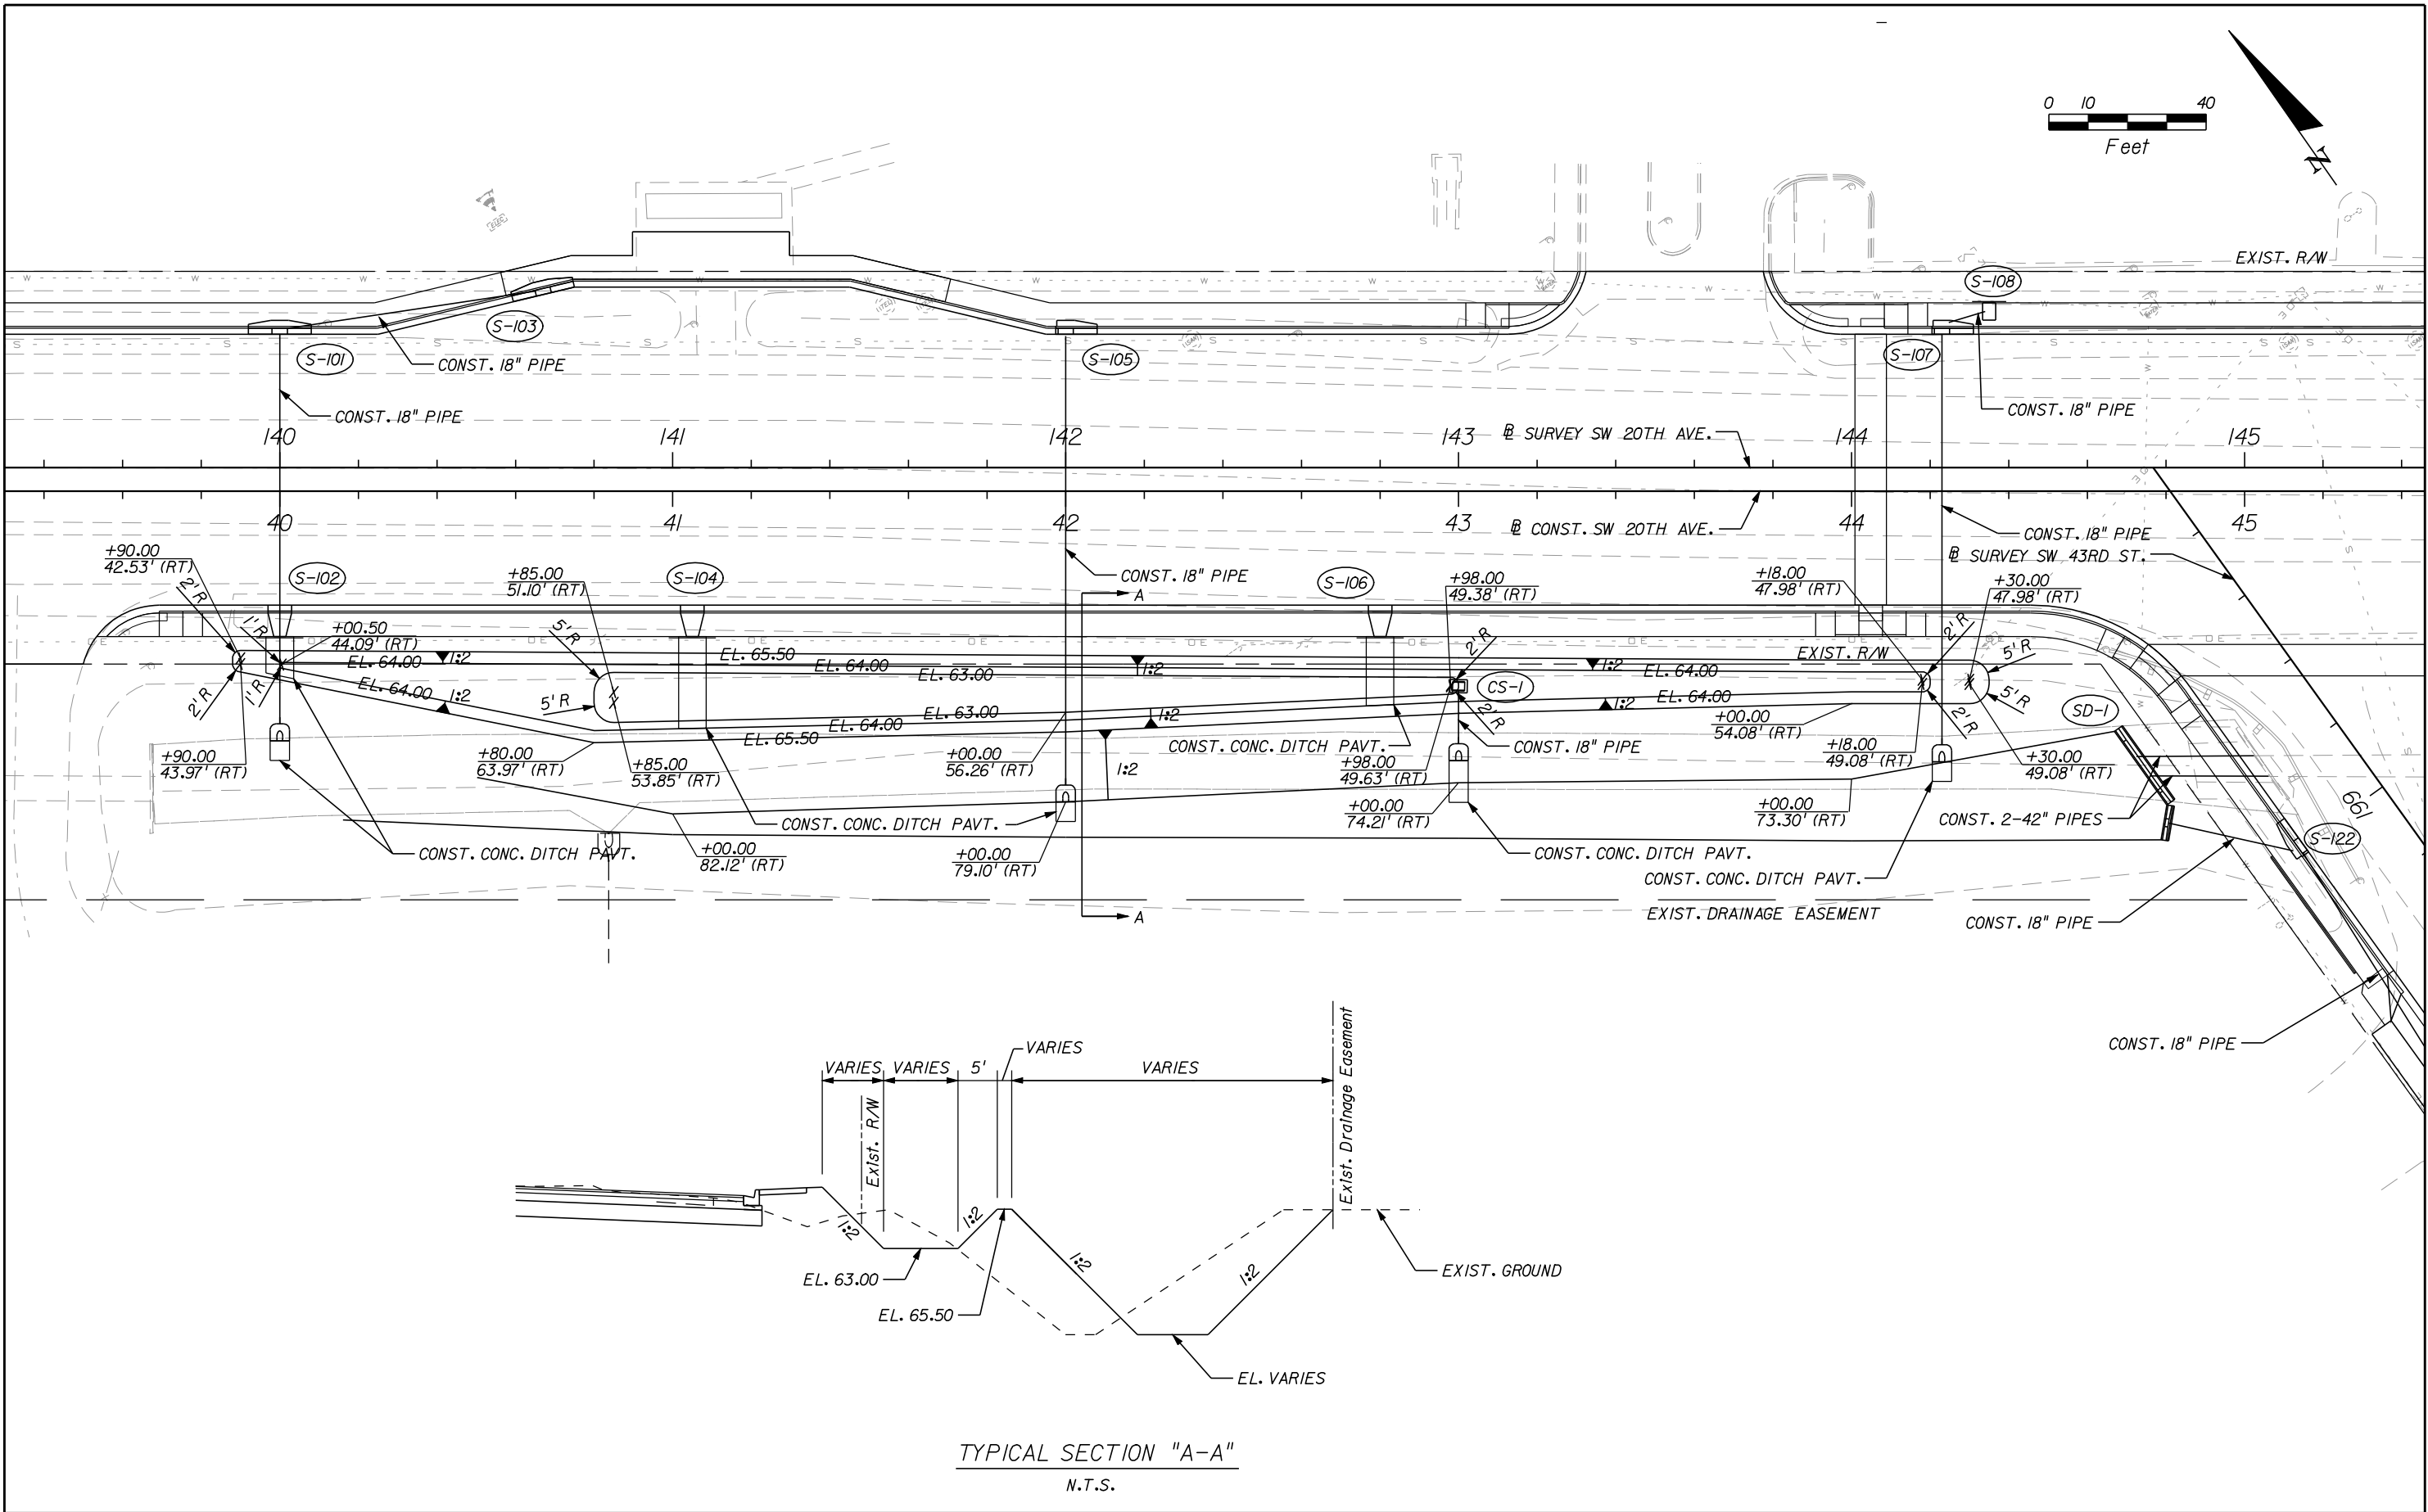 0 10 40
Feet
N
EXIST. R/W
S-108
S-103
S-101
CONST. 18" PIPE
S-105
S-107
CONST. 18" PIPE
CONST. 18" PIPE
140 141 142 143 144 145
℄ SURVEY SW 20TH AVE.
40 41 42 43 44 45
℄ CONST. SW 20TH AVE.
CONST. 18" PIPE
℄ SURVEY SW 43RD ST.
+90.00
42.53' (RT)
S-102
+85.00
51.10' (RT)
S-104
CONST. 18" PIPE
A
S-106
+98.00
49.38' (RT)
+18.00
47.98' (RT)
+30.00
47.98' (RT)
2' R
1' R
+00.50
44.09' (RT)
EL. 64.00
1:2
5' R
EL. 65.50
EL. 64.00
1:2
EL. 63.00
2' R
EXIST. R/W
1:2
EL. 64.00
2' R
5' R
2' R
1' R
EL. 64.00
1:2
5' R
EL. 63.00
EL. 64.00
EL. 65.50
1:2
CS-1
2' R
1:2
EL. 64.00
+00.00
54.08' (RT)
2' R
5' R
SD-1
+90.00
43.97' (RT)
+80.00
63.97' (RT)
+85.00
53.85' (RT)
+00.00
56.26' (RT)
1:2
CONST. CONC. DITCH PAVT.
+98.00
49.63' (RT)
CONST. 18" PIPE
+18.00
49.08' (RT)
+30.00
49.08' (RT)
CONST. CONC. DITCH PAVT.
CONST. CONC. DITCH PAVT.
+00.00
82.12' (RT)
+00.00
79.10' (RT)
+00.00
74.21' (RT)
+00.00
73.30' (RT)
CONST. 2-42" PIPES
661
S-122
CONST. CONC. DITCH PAVT.
CONST. CONC. DITCH PAVT.
A
EXIST. DRAINAGE EASEMENT
CONST. 18" PIPE
CONST. 18" PIPE
VARIES
VARIES VARIES 5' VARIES
Exist. R/W
Exist. Drainage Easement
1:2
1:2
1:2
1:2
EL. 63.00
EL. 65.50
EXIST. GROUND
EL. VARIES
TYPICAL SECTION "A-A"
N.T.S.